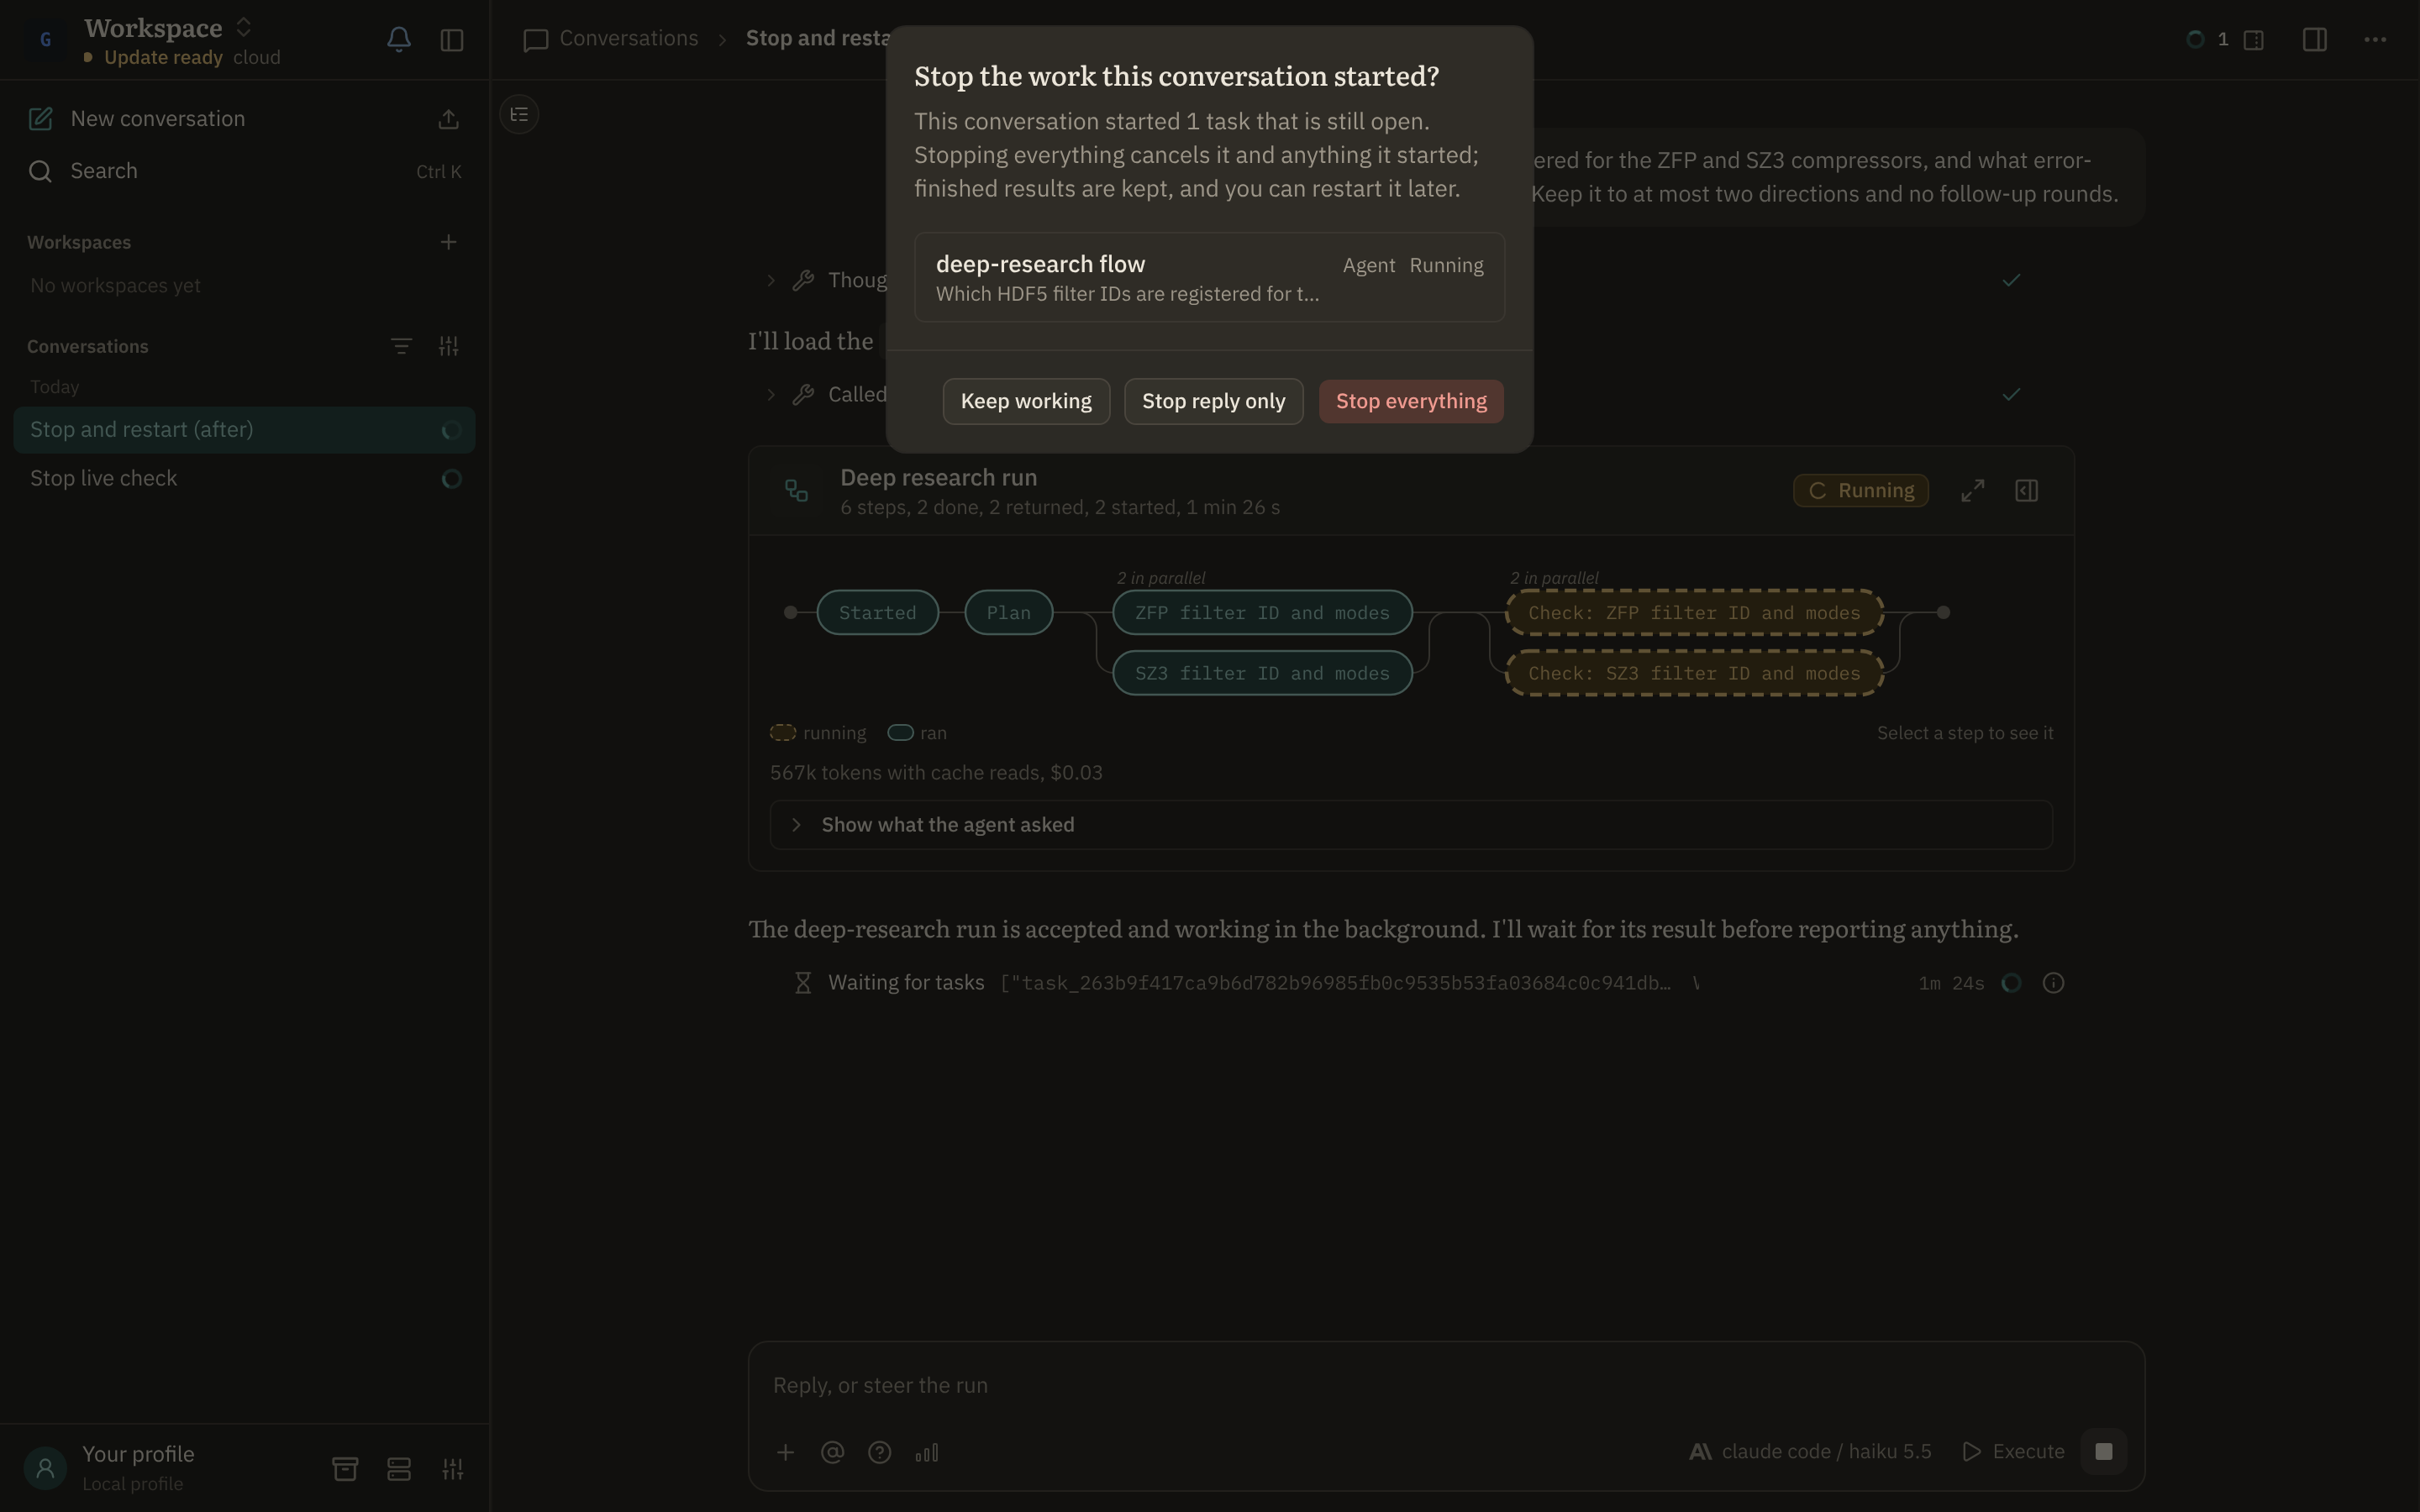 G
Workspace
Update ready cloud
New conversation
Search Ctrl K
Workspaces
No workspaces yet
Conversations
Today
Stop and restart (after)
Stop live check
Your profile
Local profile
Conversations > Stop and resta
1
Stop the work this conversation started?
This conversation started 1 task that is still open.
Stopping everything cancels it and anything it started;
finished results are kept, and you can restart it later.
deep-research flow Agent Running
Which HDF5 filter IDs are registered for t…
Keep working Stop reply only Stop everything
ered for the ZFP and SZ3 compressors, and what error-
Keep it to at most two directions and no follow-up rounds.
Thoug
I'll load the
Called
Deep research run
6 steps, 2 done, 2 returned, 2 started, 1 min 26 s
Running
2 in parallel 2 in parallel
Started Plan ZFP filter ID and modes Check: ZFP filter ID and modes
SZ3 filter ID and modes Check: SZ3 filter ID and modes
running ran Select a step to see it
567k tokens with cache reads, $0.03
Show what the agent asked
The deep-research run is accepted and working in the background. I'll wait for its result before reporting anything.
Waiting for tasks ["task_263b9f417ca9b6d782b96985fb0c9535b53fa03684c0c941db… 1m 24s
Reply, or steer the run
claude code / haiku 5.5 Execute